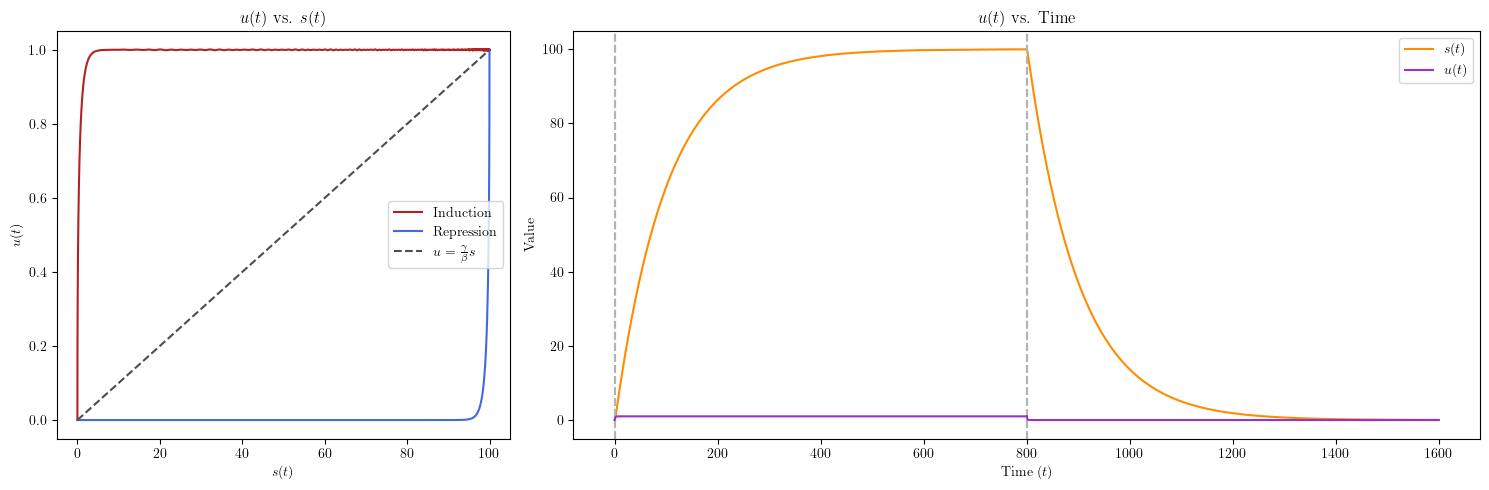 u(t) vs. s(t)
1.0
0.8
0.6
0.4
0.2
0.0
u(t)
0 20 40 60 80 100
s(t)
Induction
Repression
u = \frac{γ}{β}s
u(t) vs. Time
100
80
60
40
20
0
Value
0 200 400 600 800 1000 1200 1400 1600
Time (t)
s(t)
u(t)